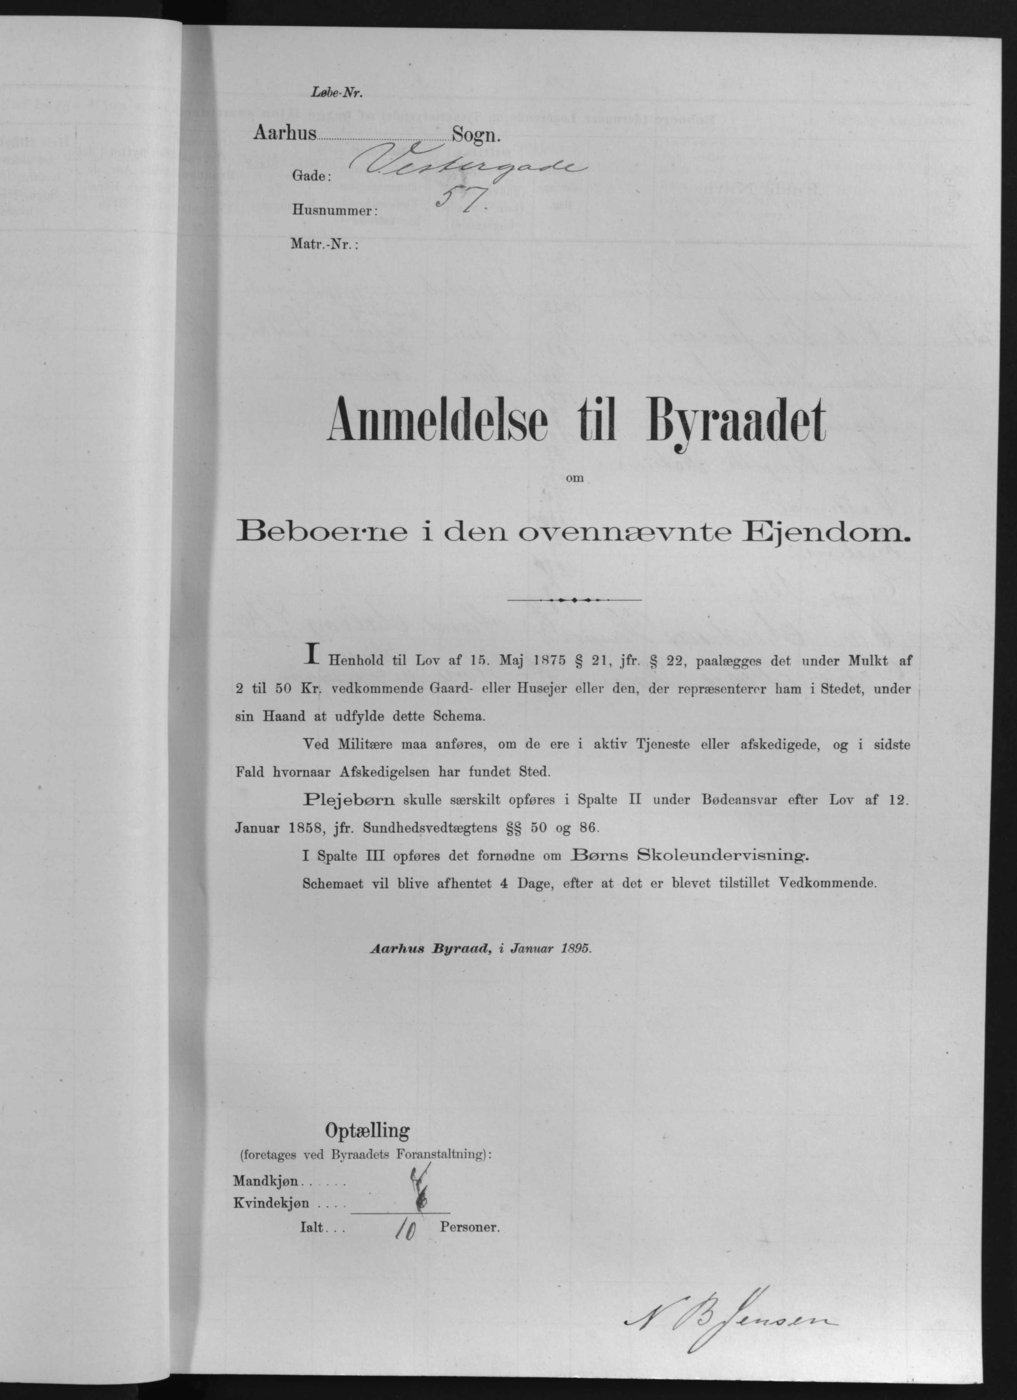 Løbe-Nr.
Aarhus Sogn.
Gade: Vestergade
Husnummer: 57.
Matr.-Nr.:
Anmeldelse til Byraadet
om
Beboerne i den ovennævnte Ejendom.
I Henhold til Lov af 15. Maj 1875 § 21, jfr. § 22, paalægges det under Mulkt af
2 til 50 Kr. vedkommende Gaard- eller Husejer eller den, der repræsenterer ham i Stedet, under
sin Haand at udfylde dette Schema.
Ved Militære maa anføres, om de ere i aktiv Tjeneste eller afskedigede, og i sidste
Fald hvornaar Afskedigelsen har fundet Sted.
Plejebørn skulle særskilt opføres i Spalte II under Bødeansvar efter Lov af 12.
Januar 1858, jfr. Sundhedsvedtægtens §§ 50 og 86.
I Spalte III opføres det fornødne om Børns Skoleundervisning.
Schemaet vil blive afhentet 4 Dage, efter at det er blevet tilstillet Vedkommende.
Aarhus Byraad, i Januar 1895.
Optælling
(foretages ved Byraadets Foranstaltning):
Mandkjøn......
Kvindekjøn .... 6
Ialt... 10 Personer.
N B Jensen